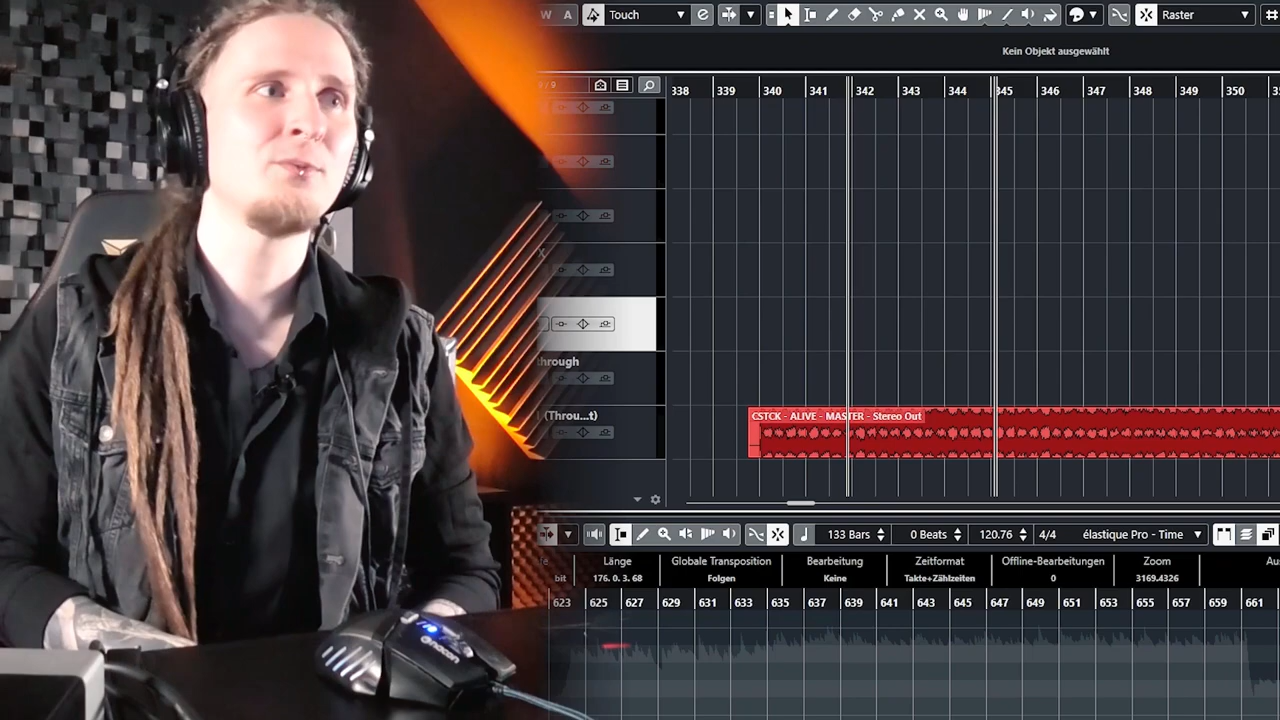 W A Touch Raster
Kein Objekt ausgewählt
338 339 340 341 342 343 344 345 346 347 348 349 350
through
(Throu...t)
CSTCK - ALIVE - MASTER - Stereo Out
133 Bars 0 Beats 120.76 4/4 élastique Pro - Time
Länge Globale Transposition Bearbeitung Zeitformat Offline-Bearbeitungen Zoom
bit 176. 0. 3. 68 Folgen Keine Takte+Zählzeiten 0 3169.4326
623 625 627 629 631 633 635 637 639 641 643 645 647 649 651 653 655 657 659 661